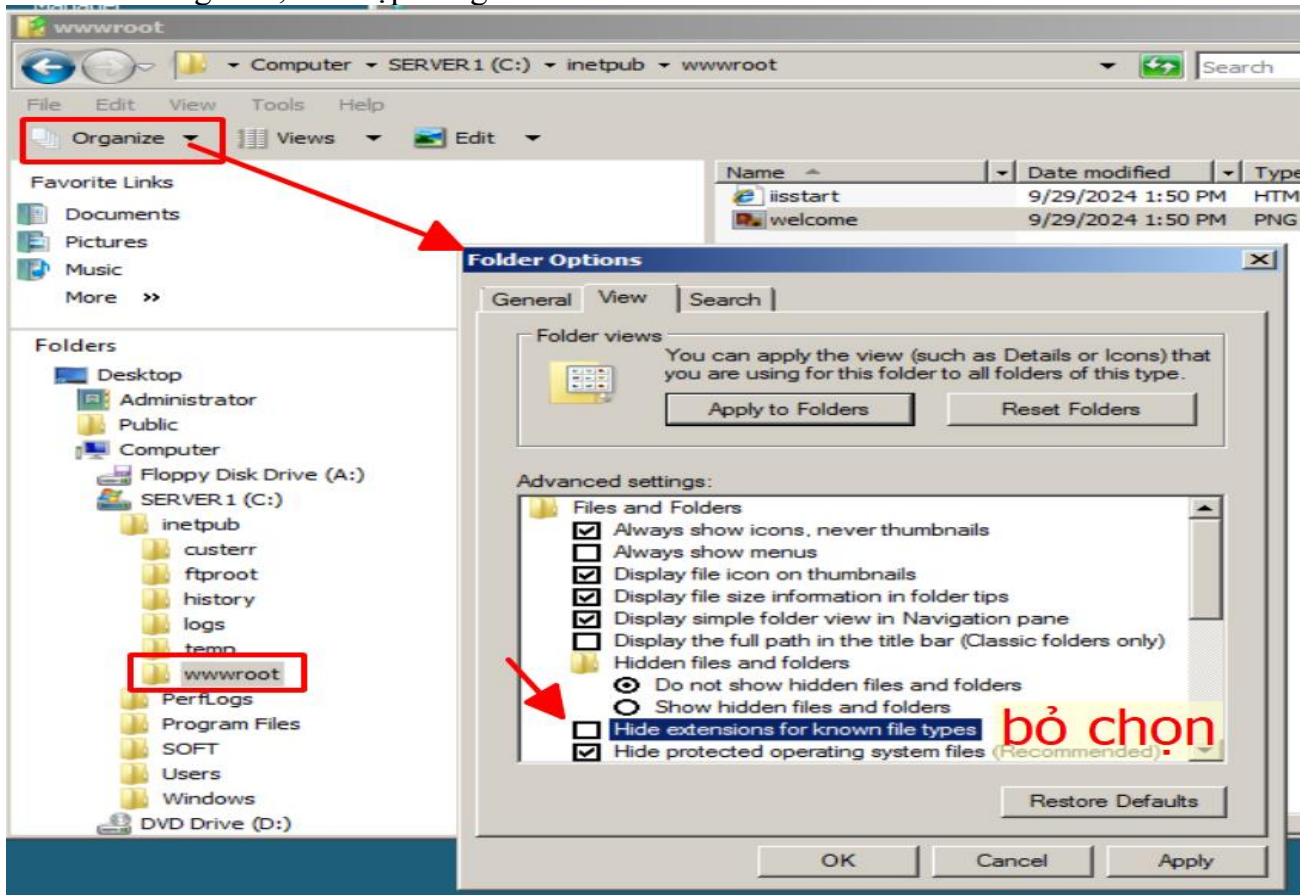 wwwroot
Computer SERVER1 (C:) inetpub wwwroot Search
File Edit View Tools Help
Organize Views Edit
Favorite Links
Documents
Pictures
Music
More »
Name Date modified Type
iisstart 9/29/2024 1:50 PM HTM
welcome 9/29/2024 1:50 PM PNG
Folders
Desktop
Administrator
Public
Computer
Floppy Disk Drive (A:)
SERVER1 (C:)
inetpub
custerr
ftproot
history
logs
temp
wwwroot
PerfLogs
Program Files
SOFT
Users
Windows
DVD Drive (D:)
Folder Options
General View Search
Folder views
You can apply the view (such as Details or Icons) that
you are using for this folder to all folders of this type.
Apply to Folders Reset Folders
Advanced settings:
Files and Folders
Always show icons, never thumbnails
Always show menus
Display file icon on thumbnails
Display file size information in folder tips
Display simple folder view in Navigation pane
Display the full path in the title bar (Classic folders only)
Hidden files and folders
Do not show hidden files and folders
Show hidden files and folders
Hide extensions for known file types bỏ chọn
Hide protected operating system files (Recommended)
Restore Defaults
OK Cancel Apply